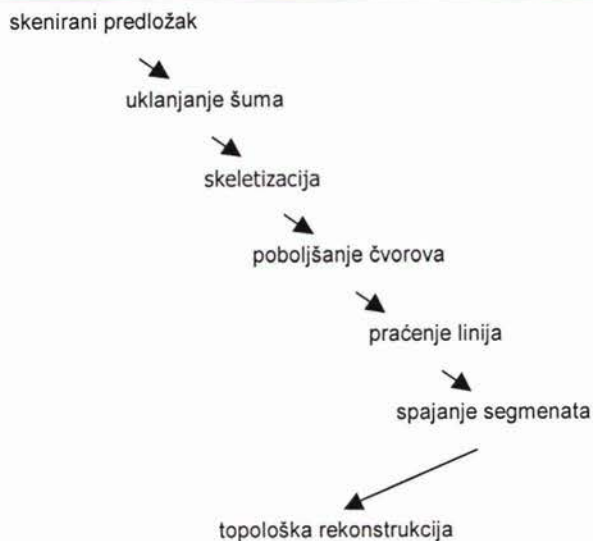 skenirani predložak
uklanjanje šuma
skeletizacija
poboljšanje čvorova
praćenje linija
spajanje segmenata
topološka rekonstrukcija